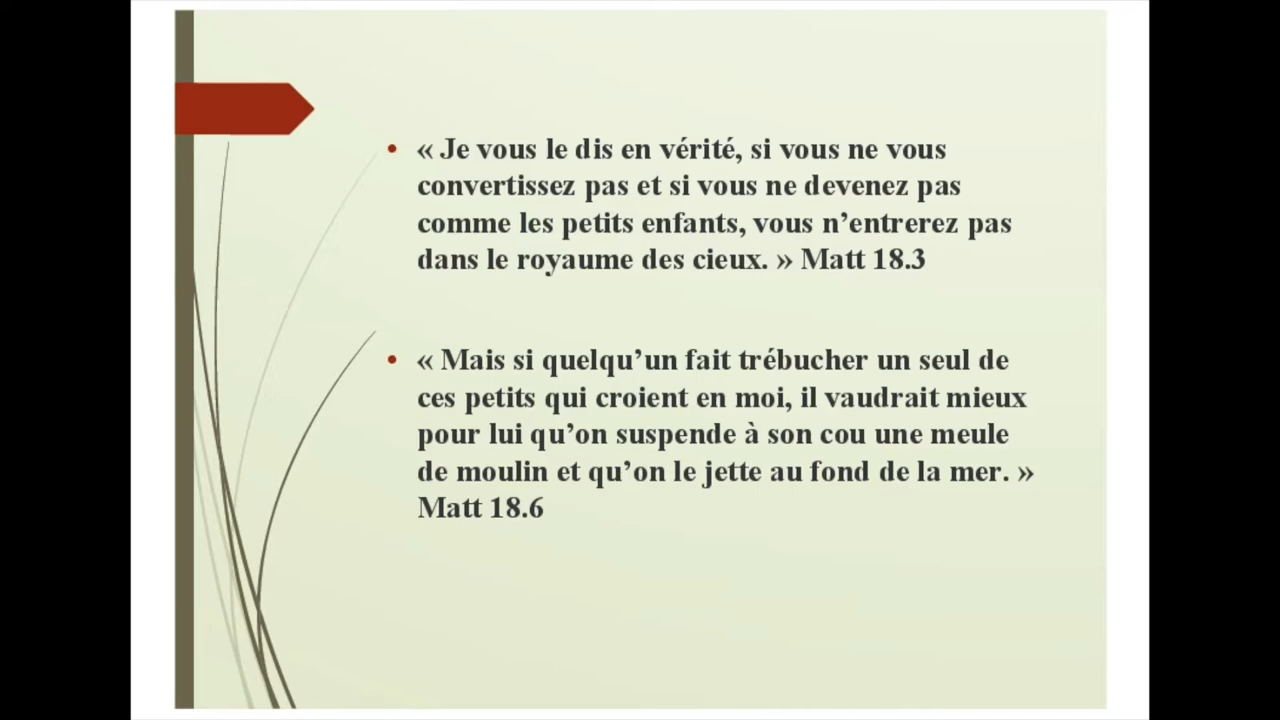 • « Je vous le dis en vérité, si vous ne vous
convertissez pas et si vous ne devenez pas
comme les petits enfants, vous n’entrerez pas
dans le royaume des cieux. » Matt 18.3
• « Mais si quelqu’un fait trébucher un seul de
ces petits qui croient en moi, il vaudrait mieux
pour lui qu’on suspende à son cou une meule
de moulin et qu’on le jette au fond de la mer. »
Matt 18.6